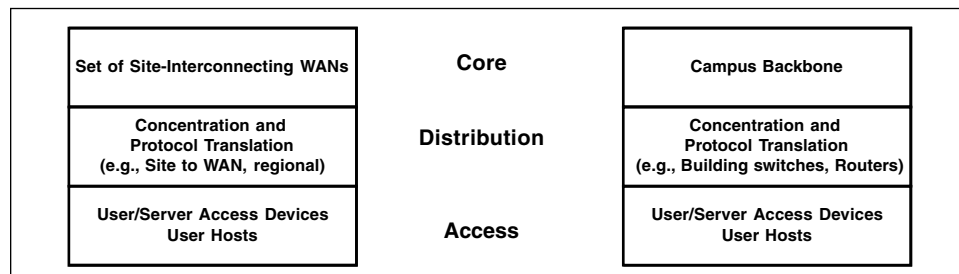 Set of Site-Interconnecting WANs
Core
Campus Backbone
Concentration and
Protocol Translation
(e.g., Site to WAN, regional)
Distribution
Concentration and
Protocol Translation
(e.g., Building switches, Routers)
User/Server Access Devices
User Hosts
Access
User/Server Access Devices
User Hosts